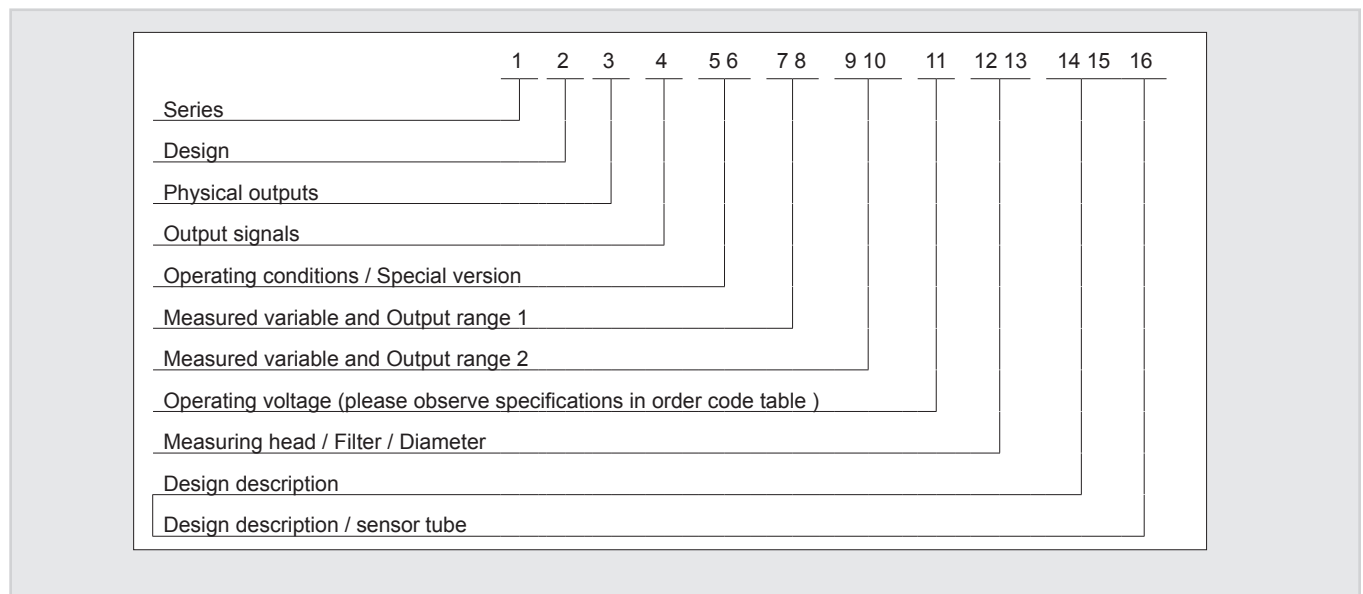 1 2 3 4 5 6 7 8 9 10 11 12 13 14 15 16
Series
Design
Physical outputs
Output signals
Operating conditions / Special version
Measured variable and Output range 1
Measured variable and Output range 2
Operating voltage (please observe specifications in order code table )
Measuring head / Filter / Diameter
Design description
Design description / sensor tube